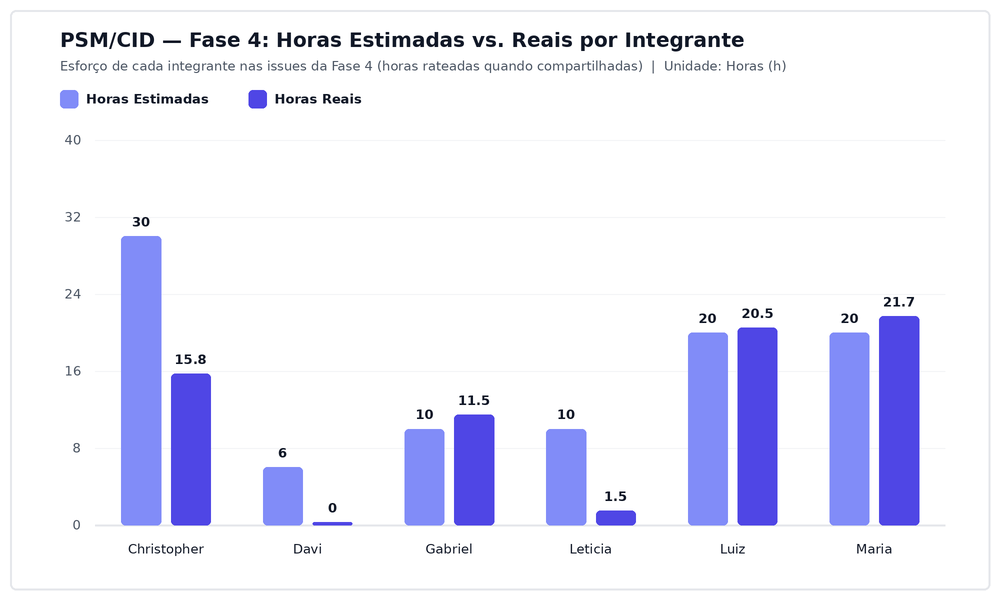 PSM/CID — Fase 4: Horas Estimadas vs. Reais por Integrante
Esforço de cada integrante nas issues da Fase 4 (horas rateadas quando compartilhadas)  |  Unidade: Horas (h)
Horas Estimadas
Horas Reais
40
32
24
16
8
0
30
15.8
6
0
10
11.5
10
1.5
20
20.5
20
21.7
Christopher
Davi
Gabriel
Leticia
Luiz
Maria